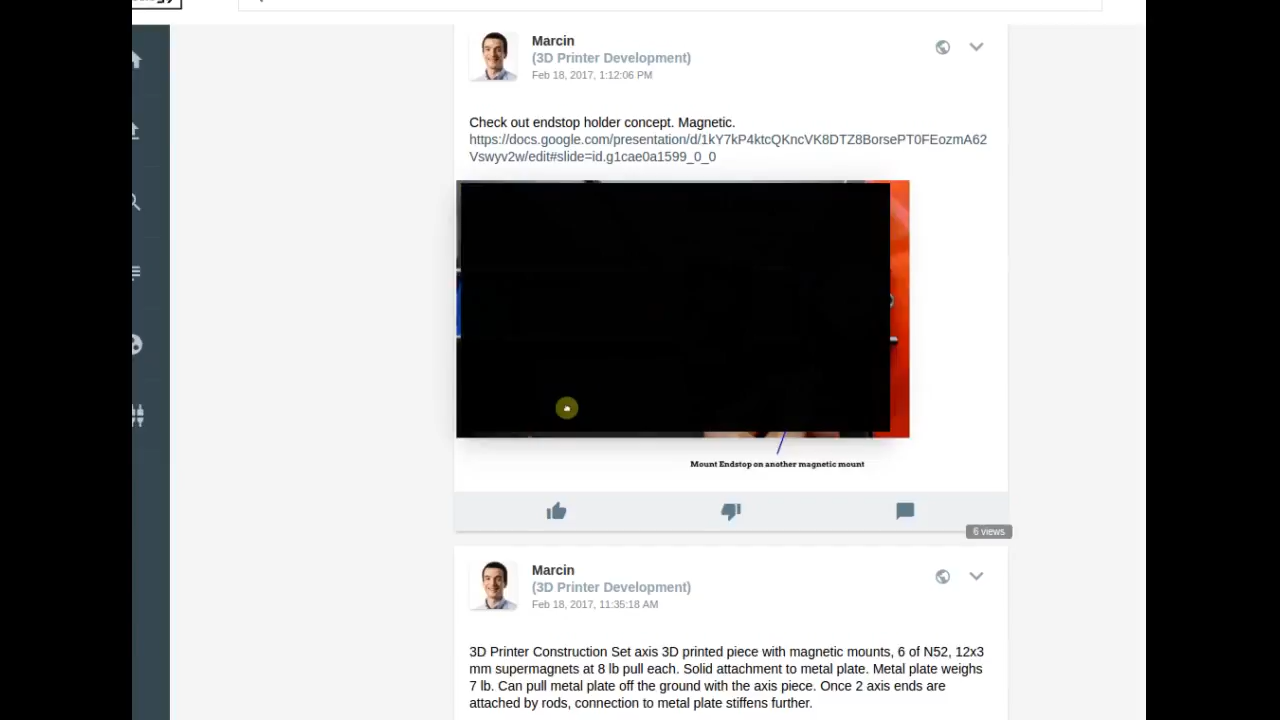 Marcin
(3D Printer Development)
Feb 18, 2017, 1:12:06 PM
Check out endstop holder concept. Magnetic.
https://docs.google.com/presentation/d/1kY7kP4ktcQKncVK8DTZ8BorsePT0FEozmA62
Vswyv2w/edit#slide=id.g1cae0a1599_0_0
Mount Endstop on another magnetic mount
6 views
Marcin
(3D Printer Development)
Feb 18, 2017, 11:35:18 AM
3D Printer Construction Set axis 3D printed piece with magnetic mounts, 6 of N52, 12x3
mm supermagnets at 8 lb pull each. Solid attachment to metal plate. Metal plate weighs
7 lb. Can pull metal plate off the ground with the axis piece. Once 2 axis ends are
attached by rods, connection to metal plate stiffens further.